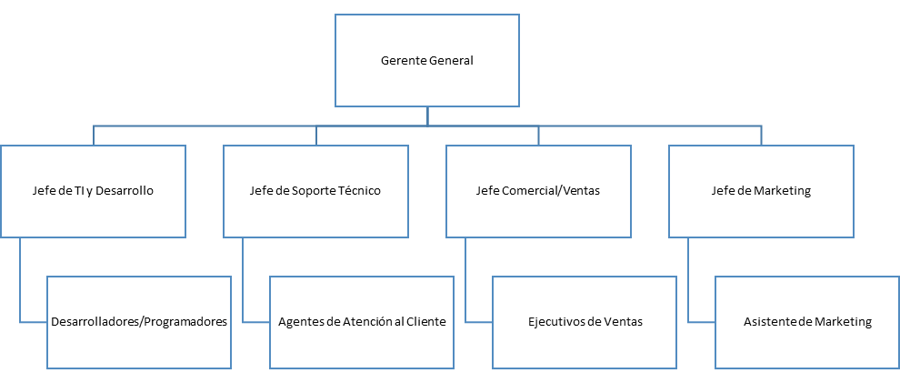 Gerente General
Jefe de TI y Desarrollo
Jefe de Soporte Técnico
Jefe Comercial/Ventas
Jefe de Marketing
Desarrolladores/Programadores
Agentes de Atención al Cliente
Ejecutivos de Ventas
Asistente de Marketing